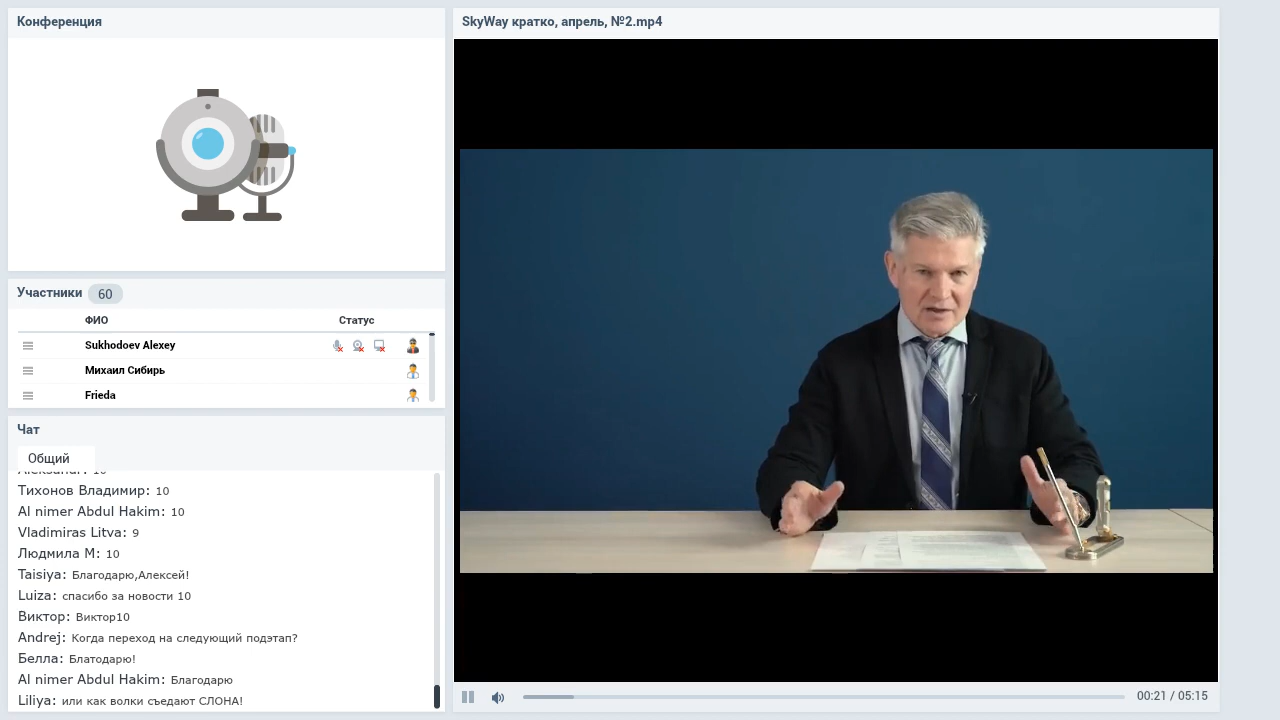 Конференция
SkyWay кратко, апрель, №2.mp4
Участники 60
ФИО Статус
Sukhodoev Alexey
Михаил Сибирь
Frieda
Чат
Общий
Тихонов Владимир: 10
Al nimer Abdul Hakim: 10
Vladimiras Litva: 9
Людмила М: 10
Taisiya: Благодарю,Алексей!
Luiza: спасибо за новости 10
Виктор: Виктор10
Andrej: Когда переход на следующий подэтап?
Белла: Блатодарю!
Al nimer Abdul Hakim: Благодарю
Liliya: или как волки съедают СЛОНА!
00:21 / 05:15